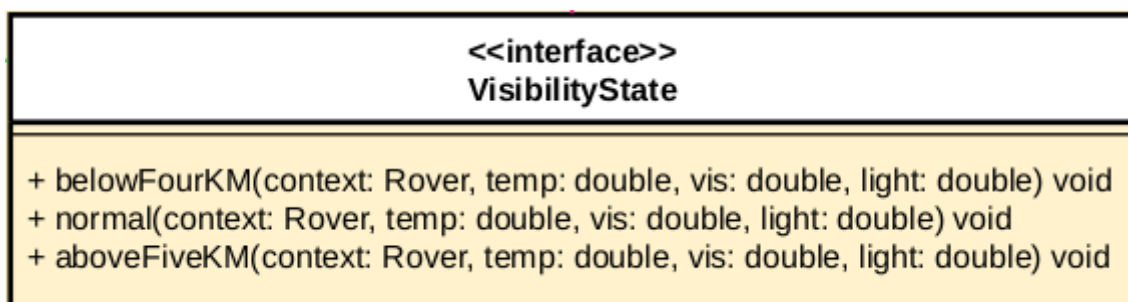 <<interface>>
VisibilityState
+ belowFourKM(context: Rover, temp: double, vis: double, light: double) void
+ normal(context: Rover, temp: double, vis: double, light: double) void
+ aboveFiveKM(context: Rover, temp: double, vis: double, light: double) void